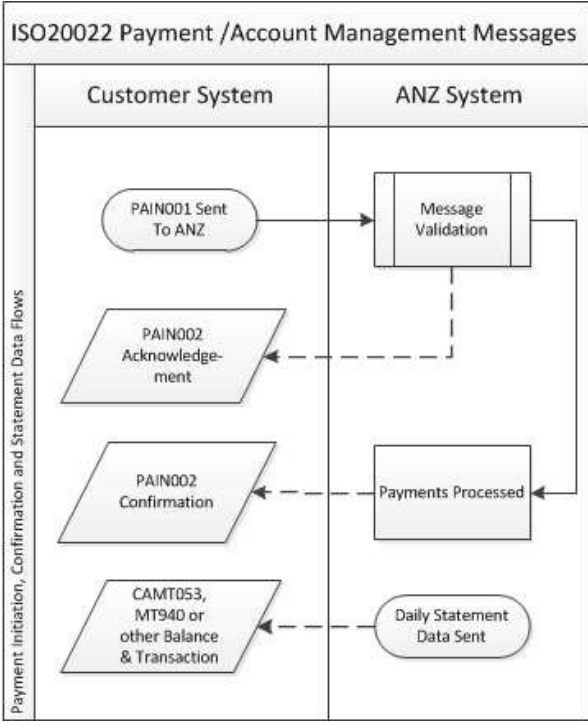 ISO20022 Payment /Account Management Messages
Customer System
ANZ System
Payment Initiation, Confirmation and Statement Data Flows
PAIN001 Sent
To ANZ
Message
Validation
PAIN002
Acknowledge-
ment
PAIN002
Confirmation
Payments Processed
CAMT053,
MT940 or
other Balance
& Transaction
Daily Statement
Data Sent